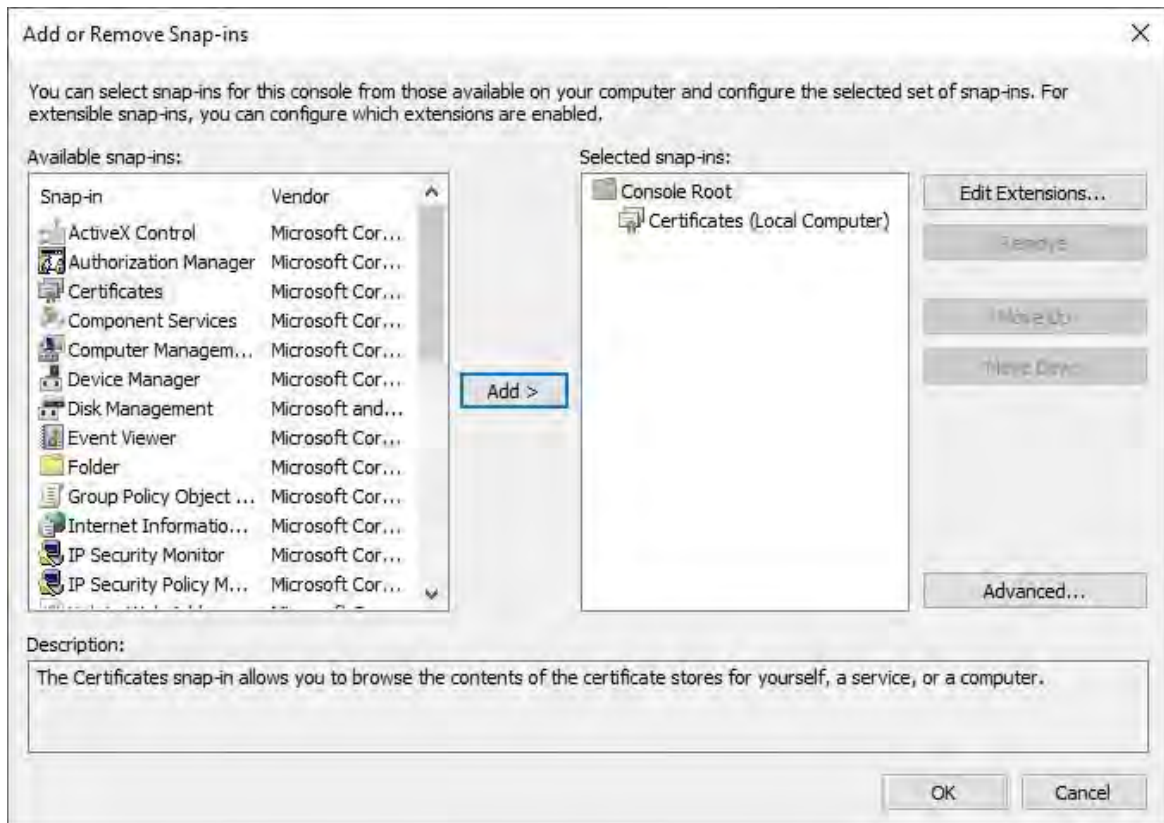 Add or Remove Snap-ins
You can select snap-ins for this console from those available on your computer and configure the selected set of snap-ins. For
extensible snap-ins, you can configure which extensions are enabled.
Available snap-ins:
Selected snap-ins:
Snap-in Vendor
ActiveX Control Microsoft Cor...
Authorization Manager Microsoft Cor...
Certificates Microsoft Cor...
Component Services Microsoft Cor...
Computer Managem... Microsoft Cor...
Device Manager Microsoft Cor...
Disk Management Microsoft and...
Event Viewer Microsoft Cor...
Folder Microsoft Cor...
Group Policy Object ... Microsoft Cor...
Internet Informatio... Microsoft Cor...
IP Security Monitor Microsoft Cor...
IP Security Policy M... Microsoft Cor...
Add >
Console Root
Certificates (Local Computer)
Edit Extensions...
Remove
Move Up
Move Down
Advanced...
Description:
The Certificates snap-in allows you to browse the contents of the certificate stores for yourself, a service, or a computer.
OK
Cancel